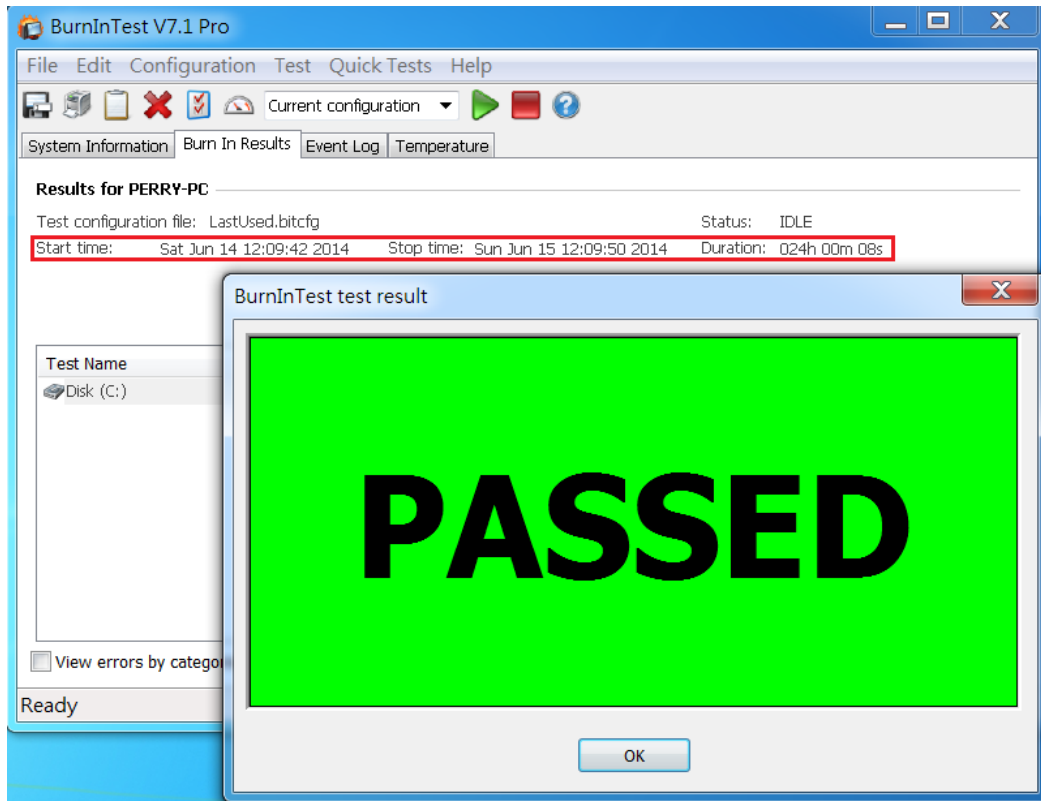 BurnInTest V7.1 Pro
File Edit Configuration Test Quick Tests Help
Current configuration
System Information Burn In Results Event Log Temperature
Results for PERRY-PC
Test configuration file: LastUsed.bitcfg Status: IDLE
Start time: Sat Jun 14 12:09:42 2014 Stop time: Sun Jun 15 12:09:50 2014 Duration: 024h 00m 08s
BurnInTest test result
Test Name
Disk (C:)
PASSED
View errors by catego
Ready
OK